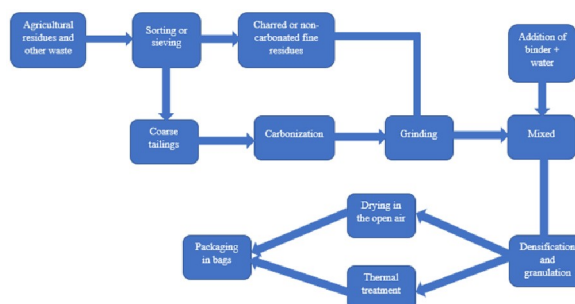 Agricultural
residues and
other waste
Sorting or
sieving
Charred or non-
carbonated fine
residues
Addition of
binder +
water
Coarse
tailings
Carbonization
Grinding
Mixed
Drying in
the open air
Packaging
in bags
Densification
and
granulation
Thermal
treatment